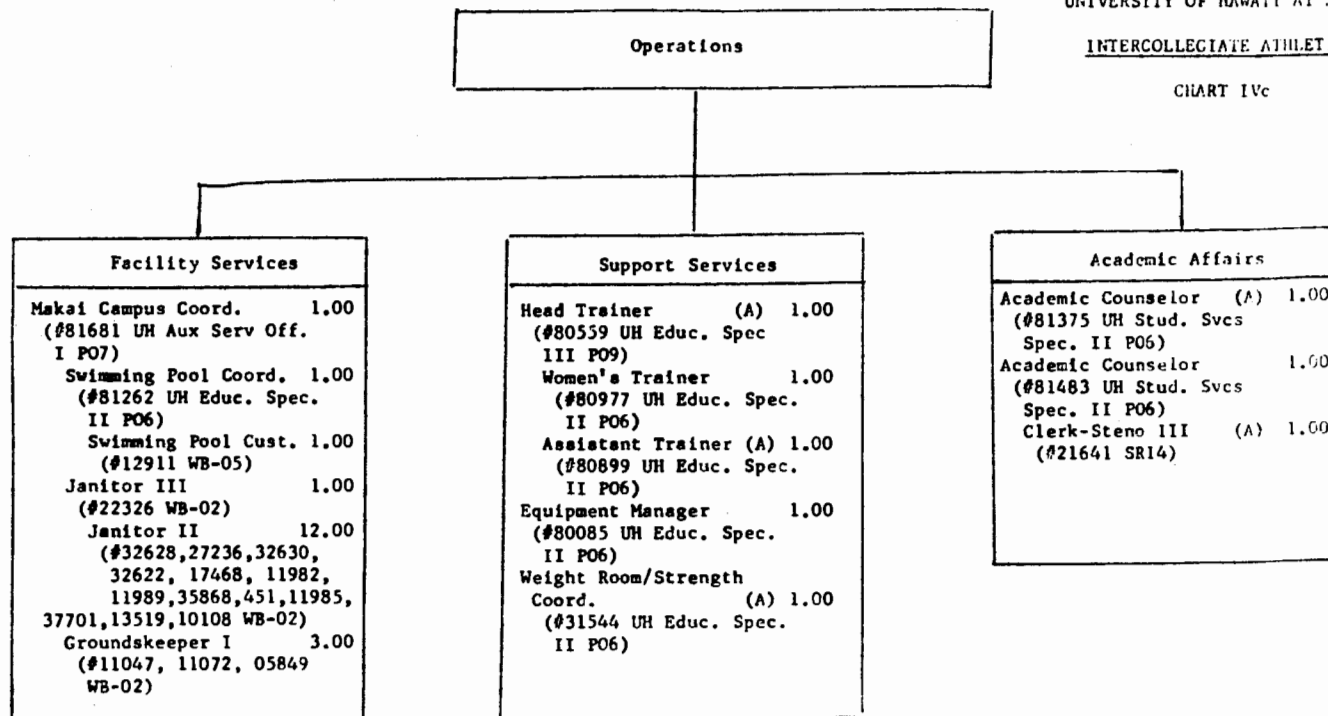 UNIVERSITY OF HAWAII AT
INTERCOLLEGIATE ATHLET
CHART IVc
Operations
Facility Services
Makai Campus Coord. 1.00
(#81681 UH Aux Serv Off.
I P07)
Swimming Pool Coord. 1.00
(#81262 UH Educ. Spec.
II P06)
Swimming Pool Cust. 1.00
(#12911 WB-05)
Janitor III 1.00
(#22326 WB-02)
Janitor II 12.00
(#32628,27236,32630,
32622, 17468, 11982,
11989,35868,451,11985,
37701,13519,10108 WB-02)
Groundskeeper I 3.00
(#11047, 11072, 05849
WB-02)
Support Services
Head Trainer (A) 1.00
(#80559 UH Educ. Spec
III P09)
Women's Trainer 1.00
(#80977 UH Educ. Spec.
II P06)
Assistant Trainer (A) 1.00
(#80899 UH Educ. Spec.
II P06)
Equipment Manager 1.00
(#80085 UH Educ. Spec.
II P06)
Weight Room/Strength
Coord. (A) 1.00
(#31544 UH Educ. Spec.
II P06)
Academic Affairs
Academic Counselor (A) 1.00
(#81375 UH Stud. Svcs
Spec. II P06)
Academic Counselor 1.00
(#81483 UH Stud. Svcs
Spec. II P06)
Clerk-Steno III (A) 1.00
(#21641 SR14)